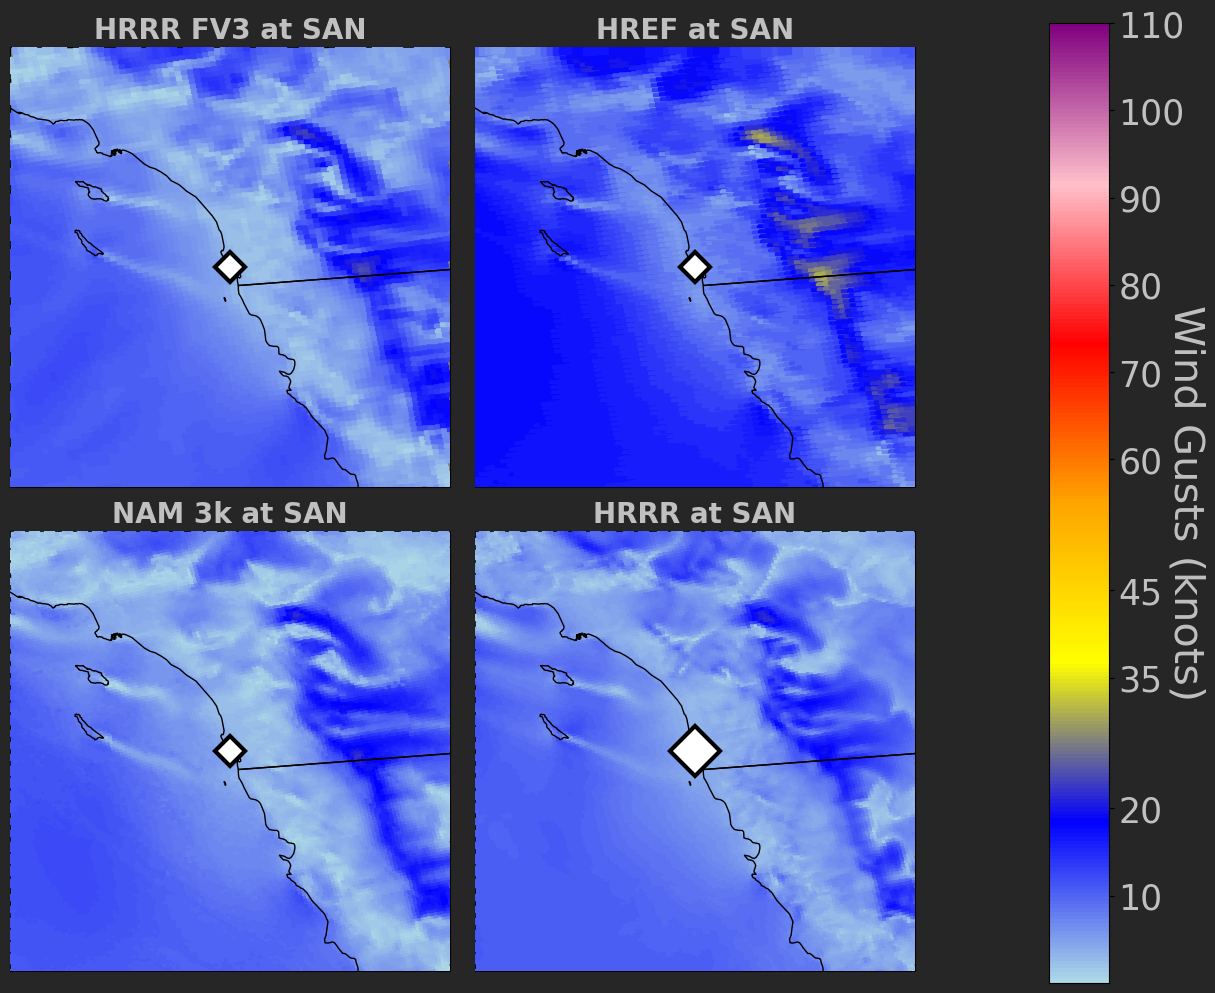 HRRR FV3 at SAN
HREF at SAN
NAM 3k at SAN
HRRR at SAN
110
100
90
80
70
60
45
35
20
10
Wind Gusts (knots)